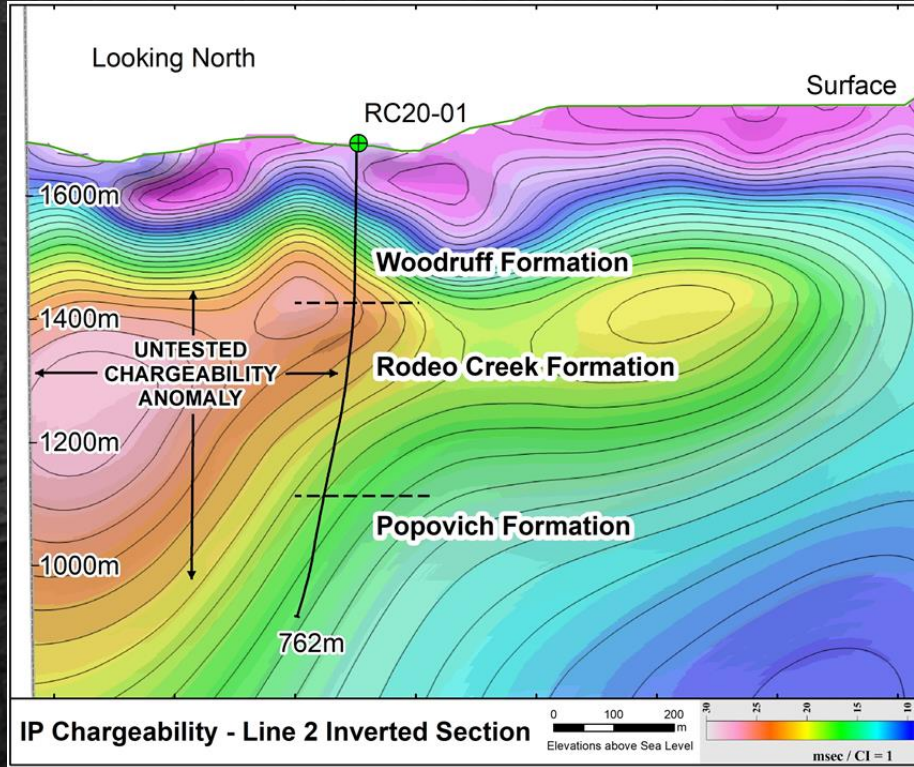 Looking North
Surface
RC20-01
1600m
Woodruff Formation
1400m
UNTESTED
CHARGEABILITY
ANOMALY
Rodeo Creek Formation
1200m
Popovich Formation
1000m
762m
IP Chargeability - Line 2 Inverted Section
0 100 200
m
Elevations above Sea Level
30 25 20 15 10
msec / CI = 1